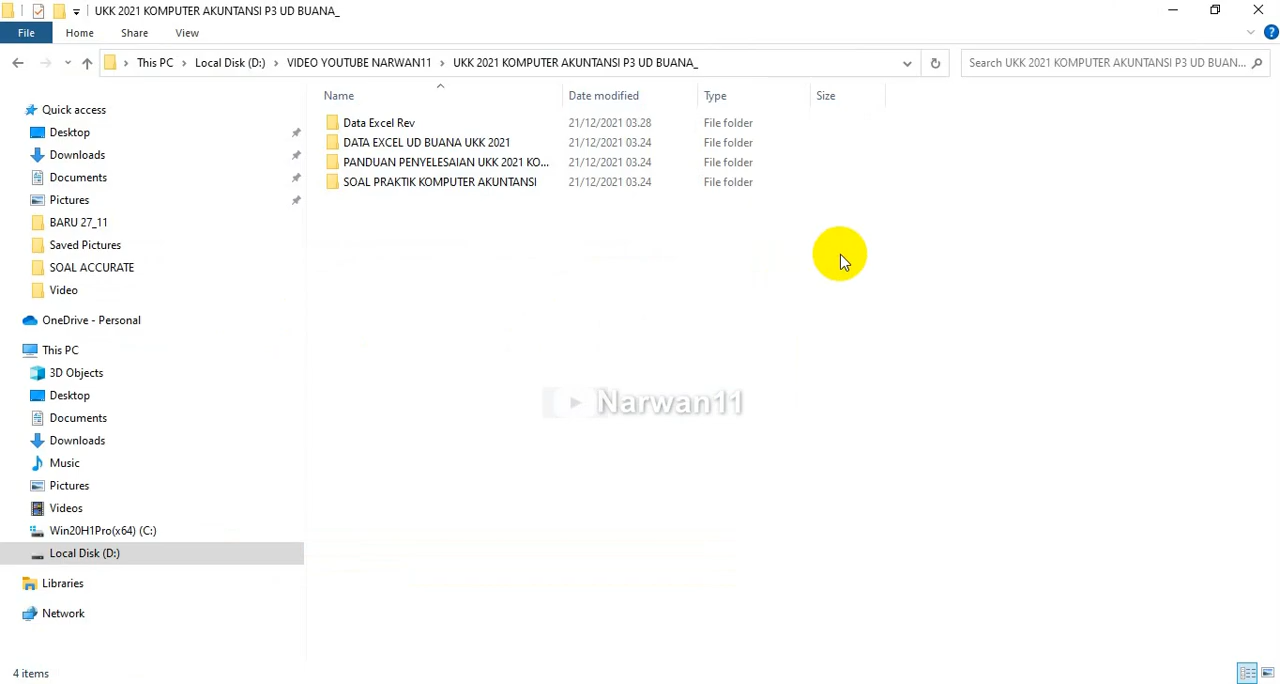 UKK 2021 KOMPUTER AKUNTANSI P3 UD BUANA_
File Home Share View
This PC Local Disk (D:) VIDEO YOUTUBE NARWAN11 UKK 2021 KOMPUTER AKUNTANSI P3 UD BUANA_
Search UKK 2021 KOMPUTER AKUNTANSI P3 UD BUAN...
Name Date modified Type Size
Data Excel Rev 21/12/2021 03.28 File folder
DATA EXCEL UD BUANA UKK 2021 21/12/2021 03.24 File folder
PANDUAN PENYELESAIAN UKK 2021 KO... 21/12/2021 03.24 File folder
SOAL PRAKTIK KOMPUTER AKUNTANSI 21/12/2021 03.24 File folder
Quick access
Desktop
Downloads
Documents
Pictures
BARU 27_11
Saved Pictures
SOAL ACCURATE
Video
OneDrive - Personal
This PC
3D Objects
Desktop
Documents
Downloads
Music
Pictures
Videos
Win20H1Pro(x64) (C:)
Local Disk (D:)
Libraries
Network
Narwan11
4 items